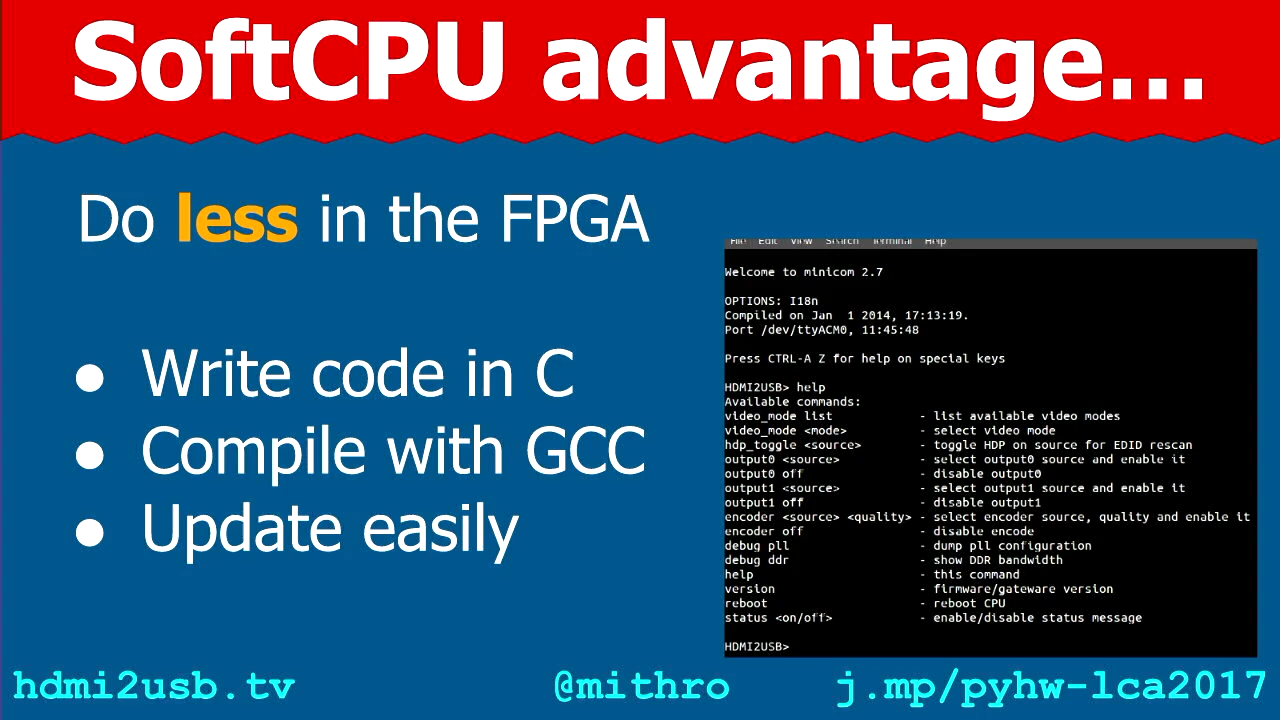 SoftCPU advantage...
Do less in the FPGA
● Write code in C
● Compile with GCC
● Update easily
File Edit View Search Terminal Help
Welcome to minicom 2.7
OPTIONS: I18n
Compiled on Jan 1 2014, 17:13:19.
Port /dev/ttyACM0, 11:45:48
Press CTRL-A Z for help on special keys
HDMI2USB> help
Available commands:
video_mode list - list available video modes
video_mode <mode> - select video mode
hdp_toggle <source> - toggle HDP on source for EDID rescan
output0 <source> - select output0 source and enable it
output0 off - disable output0
output1 <source> - select output1 source and enable it
output1 off - disable output1
encoder <source> <quality> - select encoder source, quality and enable it
encoder off - disable encode
debug pll - dump pll configuration
debug ddr - show DDR bandwidth
help - this command
version - firmware/gateware version
reboot - reboot CPU
status <on/off> - enable/disable status message
HDMI2USB>
hdmi2usb.tv @mithro j.mp/pyhw-lca2017